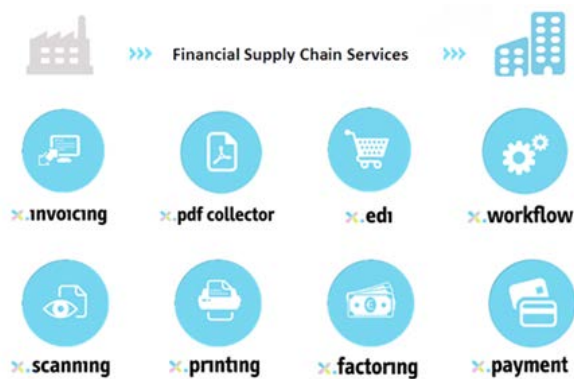 >>> Financial Supply Chain Services >>>
x.invoicing x.pdf collector x.edi x.workflow
x.scanning x.printing x.factoring x.payment